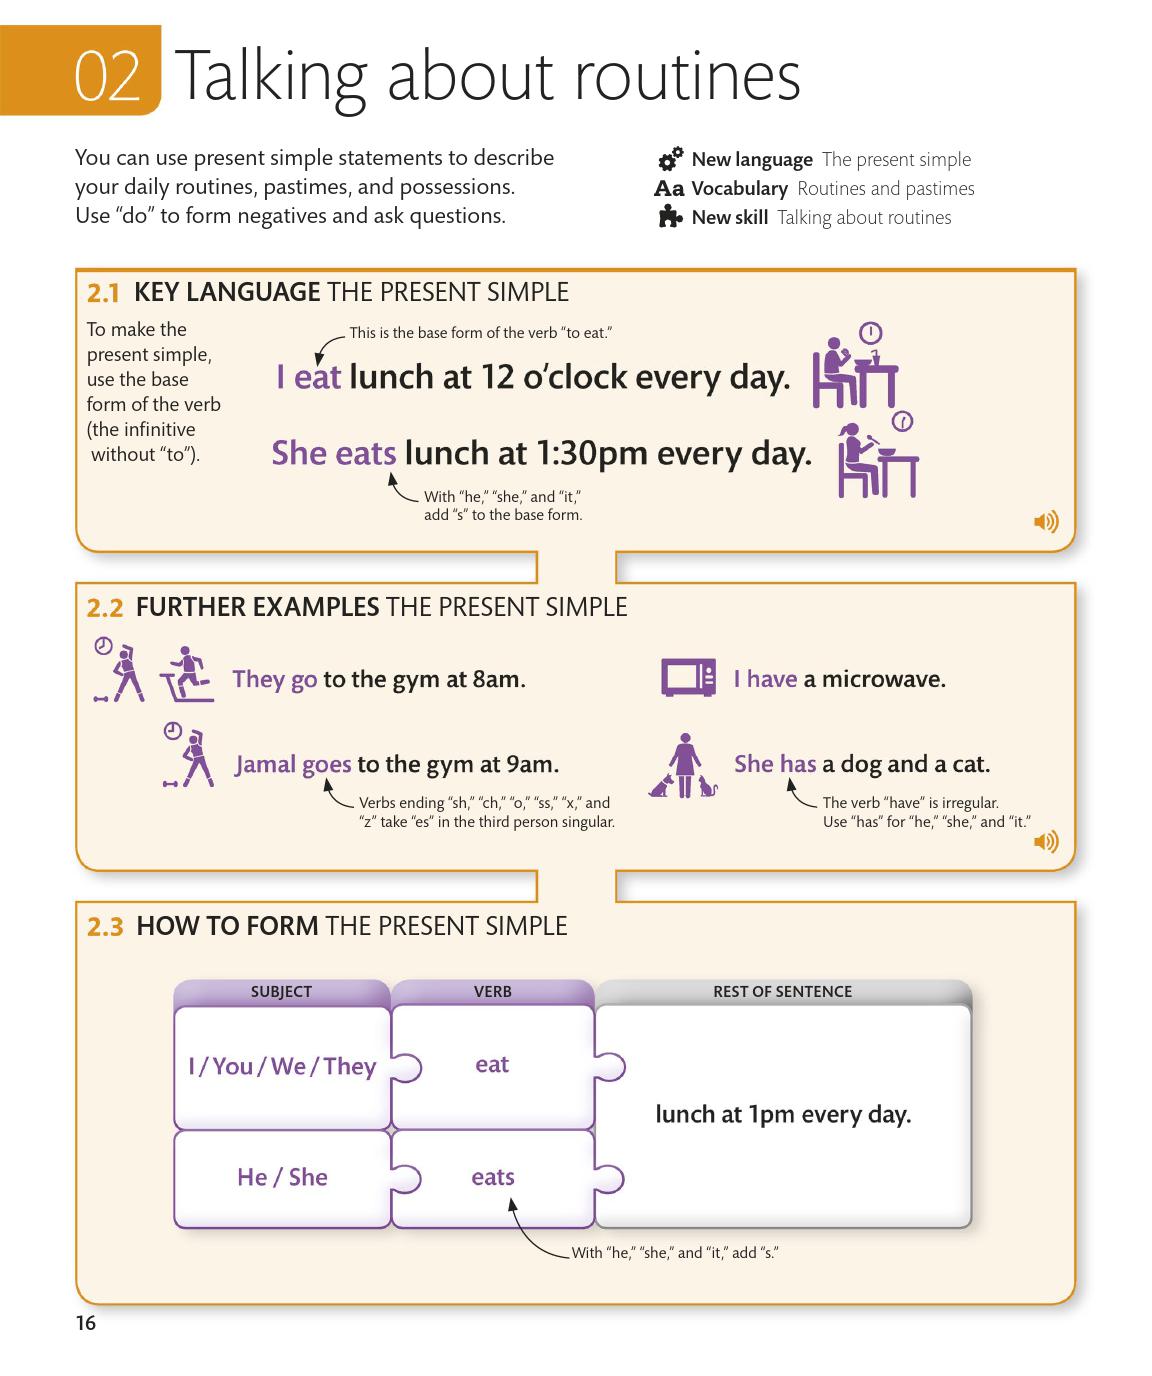 02 Talking about routines
You can use present simple statements to describe
your daily routines, pastimes, and possessions.
Use “do” to form negatives and ask questions.
New language The present simple
Aa Vocabulary Routines and pastimes
New skill Talking about routines
2.1 KEY LANGUAGE THE PRESENT SIMPLE
To make the
present simple,
use the base
form of the verb
(the infinitive
without “to”).
This is the base form of the verb “to eat.”
I eat lunch at 12 o’clock every day.
She eats lunch at 1:30pm every day.
With “he,” “she,” and “it,”
add “s” to the base form.
2.2 FURTHER EXAMPLES THE PRESENT SIMPLE
They go to the gym at 8am.
I have a microwave.
Jamal goes to the gym at 9am.
She has a dog and a cat.
Verbs ending “sh,” “ch,” “o,” “ss,” “x,” and
“z” take “es” in the third person singular.
The verb “have” is irregular.
Use “has” for “he,” “she,” and “it.”
2.3 HOW TO FORM THE PRESENT SIMPLE
SUBJECT VERB REST OF SENTENCE
I / You / We / They eat
lunch at 1pm every day.
He / She eats
With “he,” “she,” and “it,” add “s.”
16